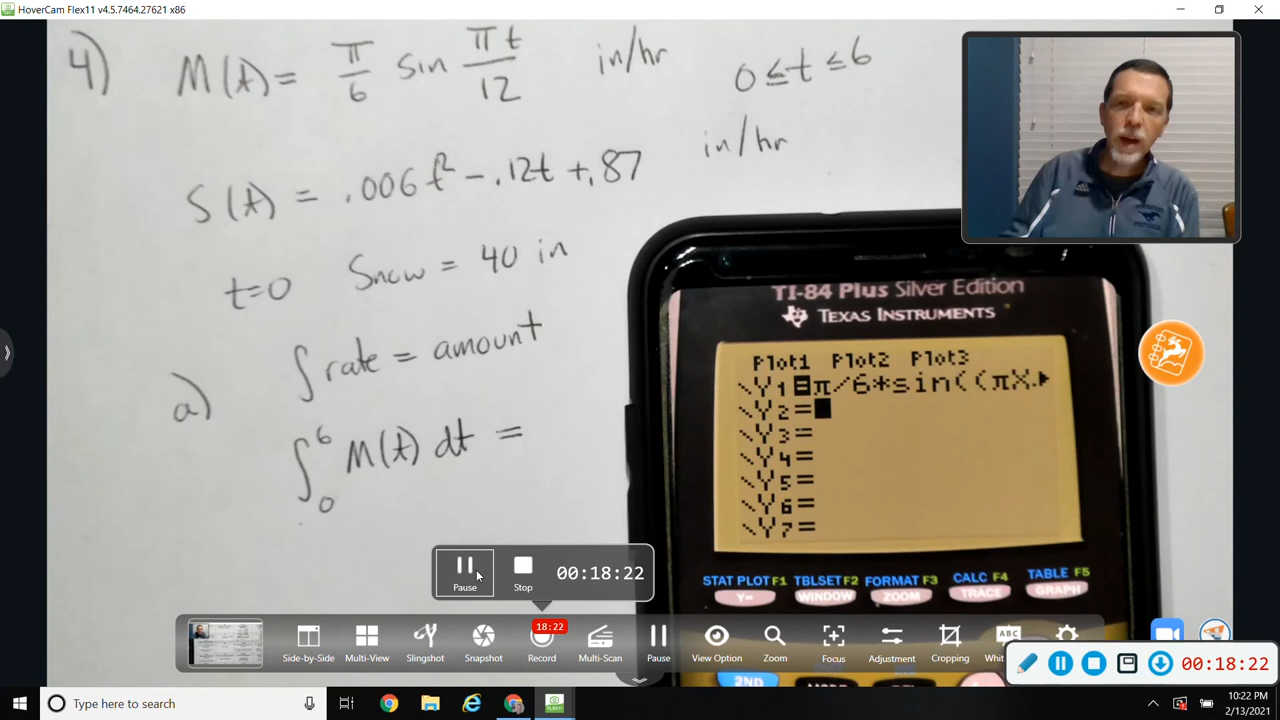 HoverCam Flex11 v4.5.7464.27621 x86
4) M(t) = π/6 sin πt/12 in/hr 0 ≤ t ≤ 6
S(t) = .006t² - .12t + .87 in/hr
t=0 Snow = 40 in
∫ rate = amount
a)
∫₀⁶ M(t) dt =
TI-84 Plus Silver Edition
TEXAS INSTRUMENTS
Plot1 Plot2 Plot3
\Y1=π/6*sin((πX
\Y2=
\Y3=
\Y4=
\Y5=
\Y6=
\Y7=
STAT PLOT F1 TBLSET F2 FORMAT F3 CALC F4 TABLE F5
Y= WINDOW ZOOM TRACE GRAPH
2ND
Pause Stop 00:18:22
18:22
Side-by-Side Multi-View Slingshot Snapshot Record Multi-Scan Pause View Option Zoom Focus Adjustment Cropping Whit
ABC
00:18:22
Type here to search
FLEX11
10:22 PM
2/13/2021